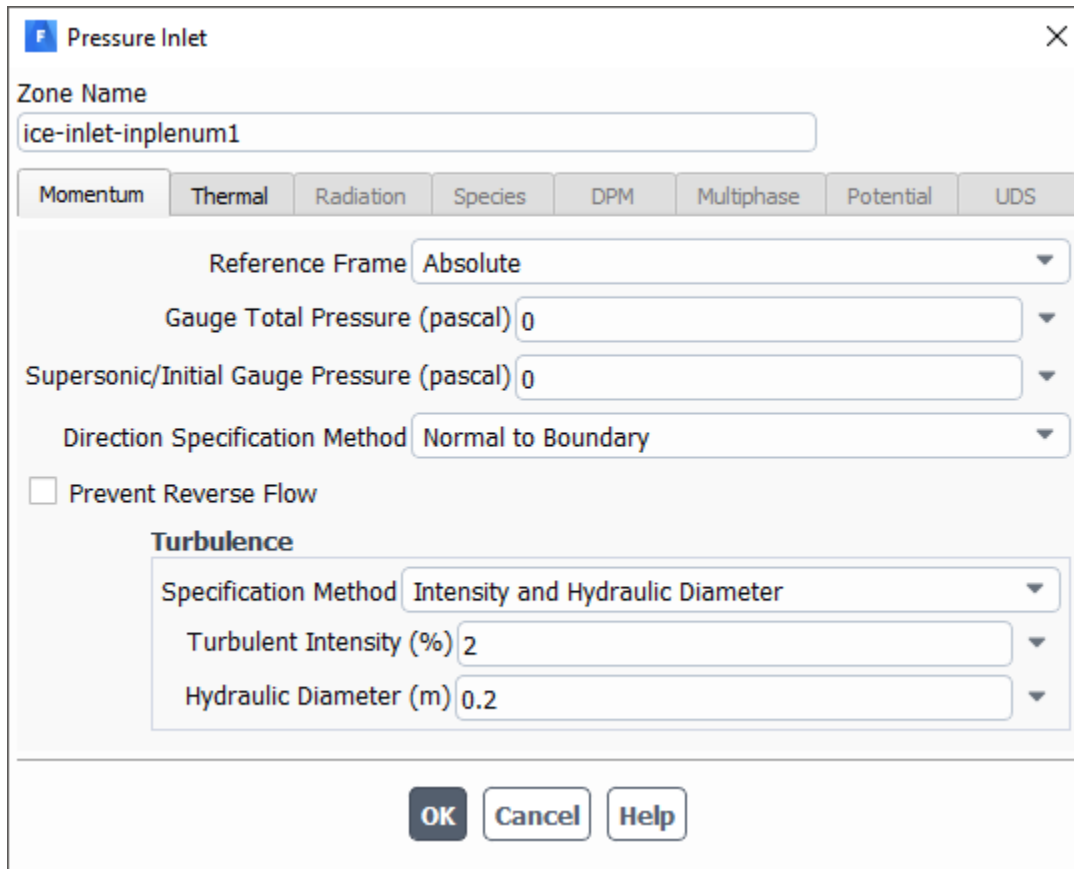 F Pressure Inlet
Zone Name
ice-inlet-inplenum1
Momentum Thermal Radiation Species DPM Multiphase Potential UDS
Reference Frame Absolute
Gauge Total Pressure (pascal) 0
Supersonic/Initial Gauge Pressure (pascal) 0
Direction Specification Method Normal to Boundary
Prevent Reverse Flow
Turbulence
Specification Method Intensity and Hydraulic Diameter
Turbulent Intensity (%) 2
Hydraulic Diameter (m) 0.2
OK Cancel Help